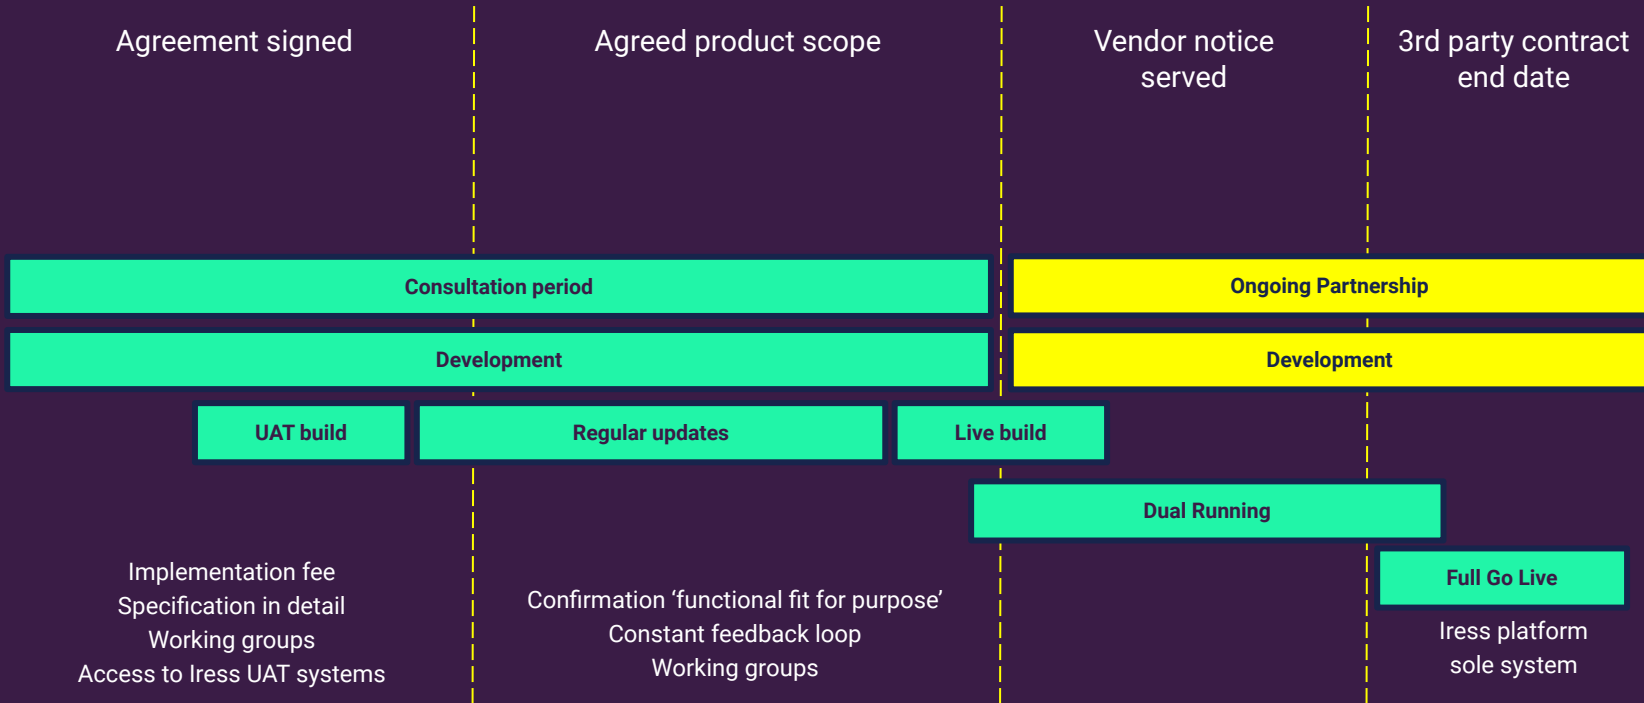 Agreement signed
Agreed product scope
Vendor notice
served
3rd party contract
end date
Consultation period
Ongoing Partnership
Development
Development
UAT build
Regular updates
Live build
Dual Running
Full Go Live
Implementation fee
Specification in detail
Working groups
Access to Iress UAT systems
Confirmation ‘functional fit for purpose’
Constant feedback loop
Working groups
Iress platform
sole system